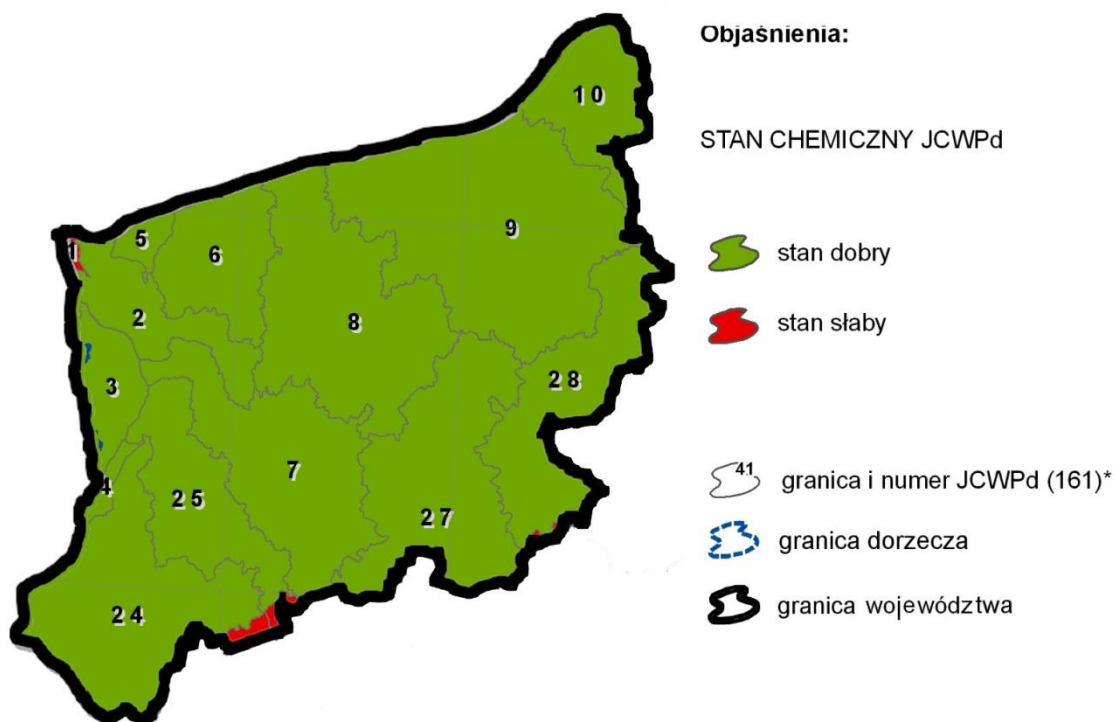 Objaśnienia:
STAN CHEMICZNY JCWPd
stan dobry
stan słaby
41
granica i numer JCWPd (161)*
granica dorzecza
granica województwa
10
9
5
6
1
2
8
3
28
4
7
25
27
24